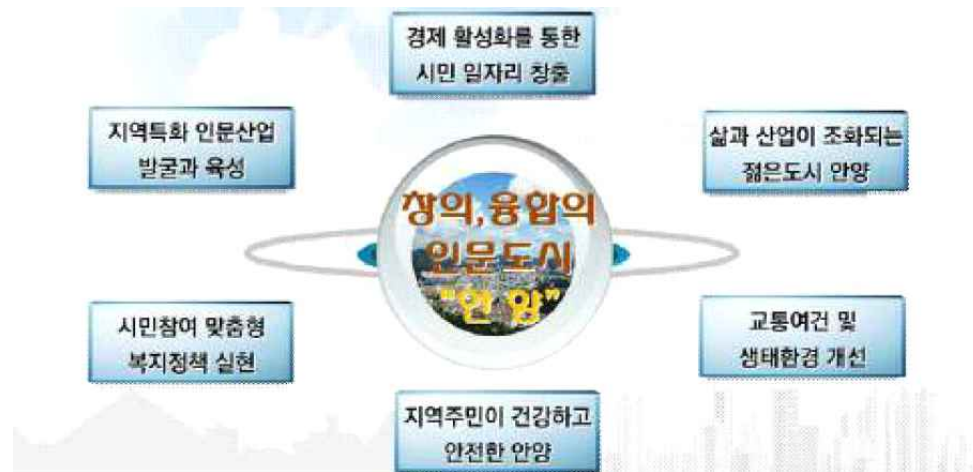 경제 활성화를 통한
시민 일자리 창출
지역특화 인문산업
발굴과 육성
삶과 산업이 조화되는
젊은도시 안양
창의,융합의
인문도시
"안 양"
시민참여 맞춤형
복지정책 실현
교통여건 및
생태환경 개선
지역주민이 건강하고
안전한 안양